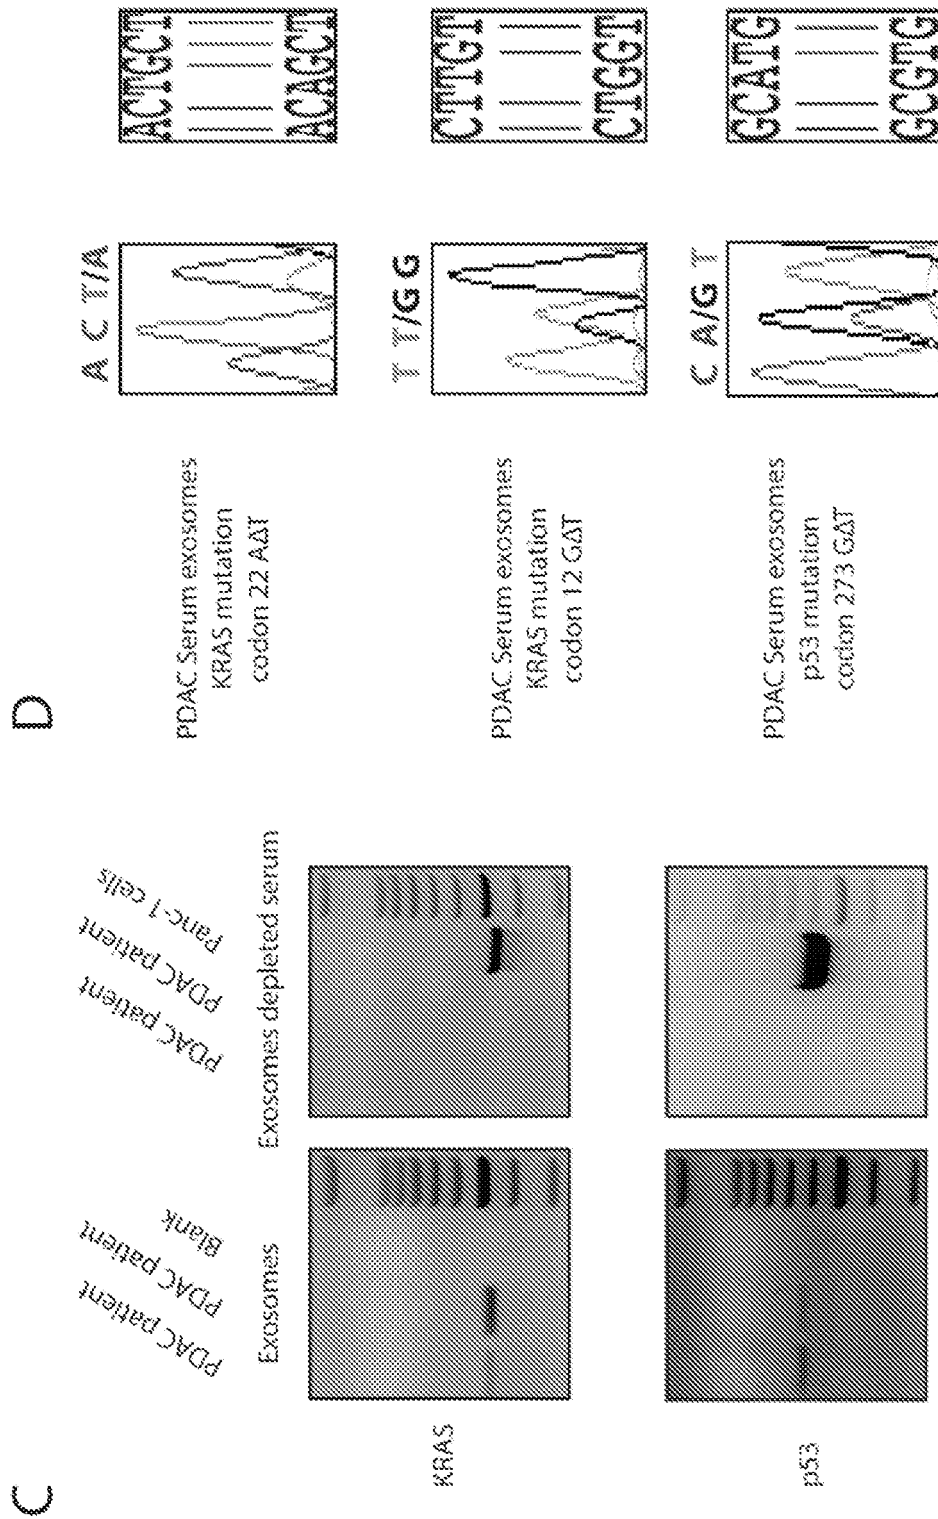 C
PDAC patient
PDAC patient
Blank
PDAC patient
PDAC patient
Panc-1 cells
Exosomes
Exosomes depleted serum
KRAS
p53
D
PDAC Serum exosomes
KRAS mutation
codon 22 AΔT
A C T/A
ACTGCT
ACAGCT
PDAC Serum exosomes
KRAS mutation
codon 12 GΔT
T T/G G
CTTGT
CTGGT
PDAC Serum exosomes
p53 mutation
codon 273 GΔT
C A/G T
GCATG
GCGTG